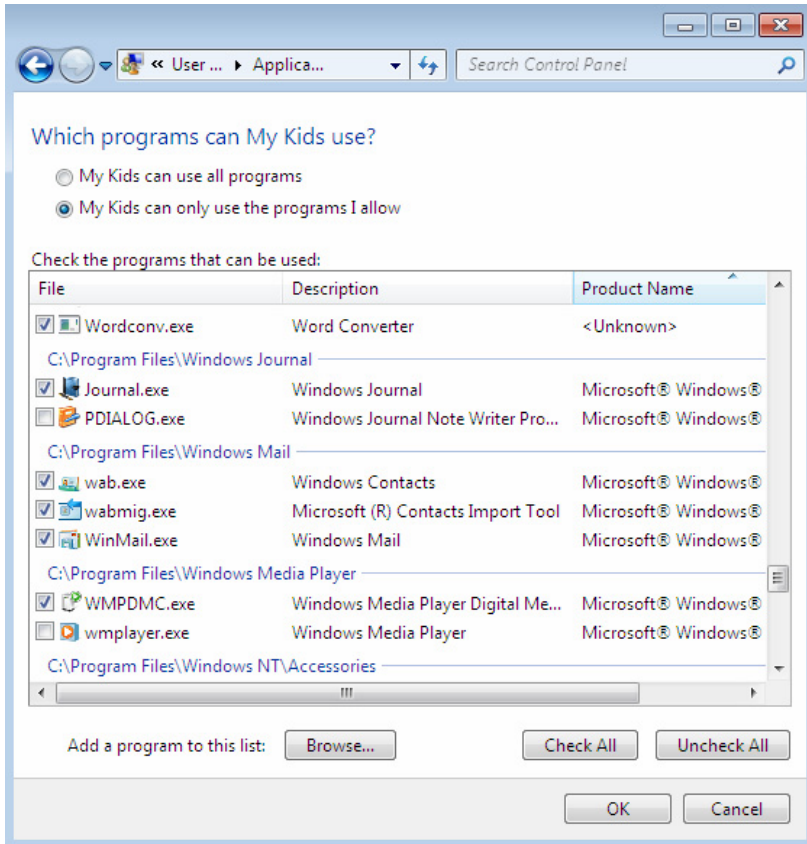 « User ... ▸ Applica...
Search Control Panel
Which programs can My Kids use?
My Kids can use all programs
My Kids can only use the programs I allow
Check the programs that can be used:
File Description Product Name
Wordconv.exe Word Converter <Unknown>
C:\Program Files\Windows Journal
Journal.exe Windows Journal Microsoft® Windows®
PDIALOG.exe Windows Journal Note Writer Pro... Microsoft® Windows®
C:\Program Files\Windows Mail
wab.exe Windows Contacts Microsoft® Windows®
wabmig.exe Microsoft (R) Contacts Import Tool Microsoft® Windows®
WinMail.exe Windows Mail Microsoft® Windows®
C:\Program Files\Windows Media Player
WMPDMC.exe Windows Media Player Digital Me... Microsoft® Windows®
wmplayer.exe Windows Media Player Microsoft® Windows®
C:\Program Files\Windows NT\Accessories
Add a program to this list: Browse... Check All Uncheck All
OK Cancel